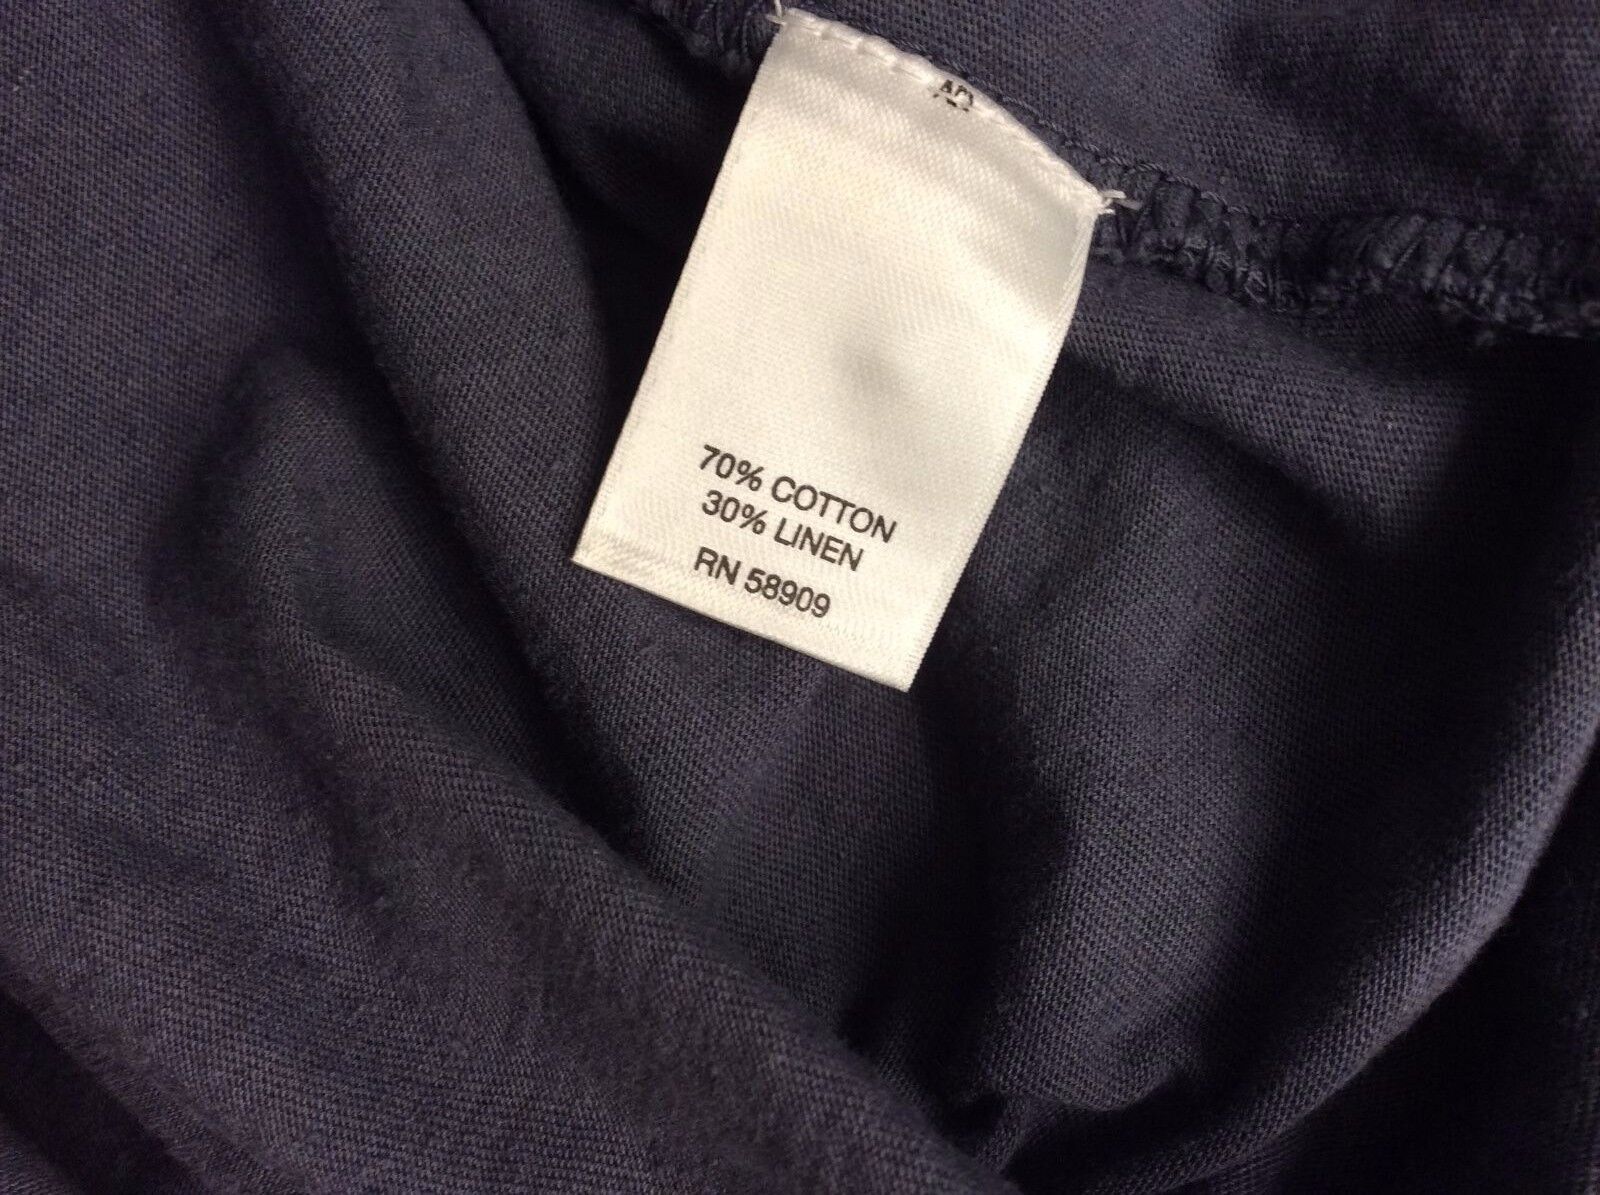 70% COTTON
30% LINEN
RN 58909